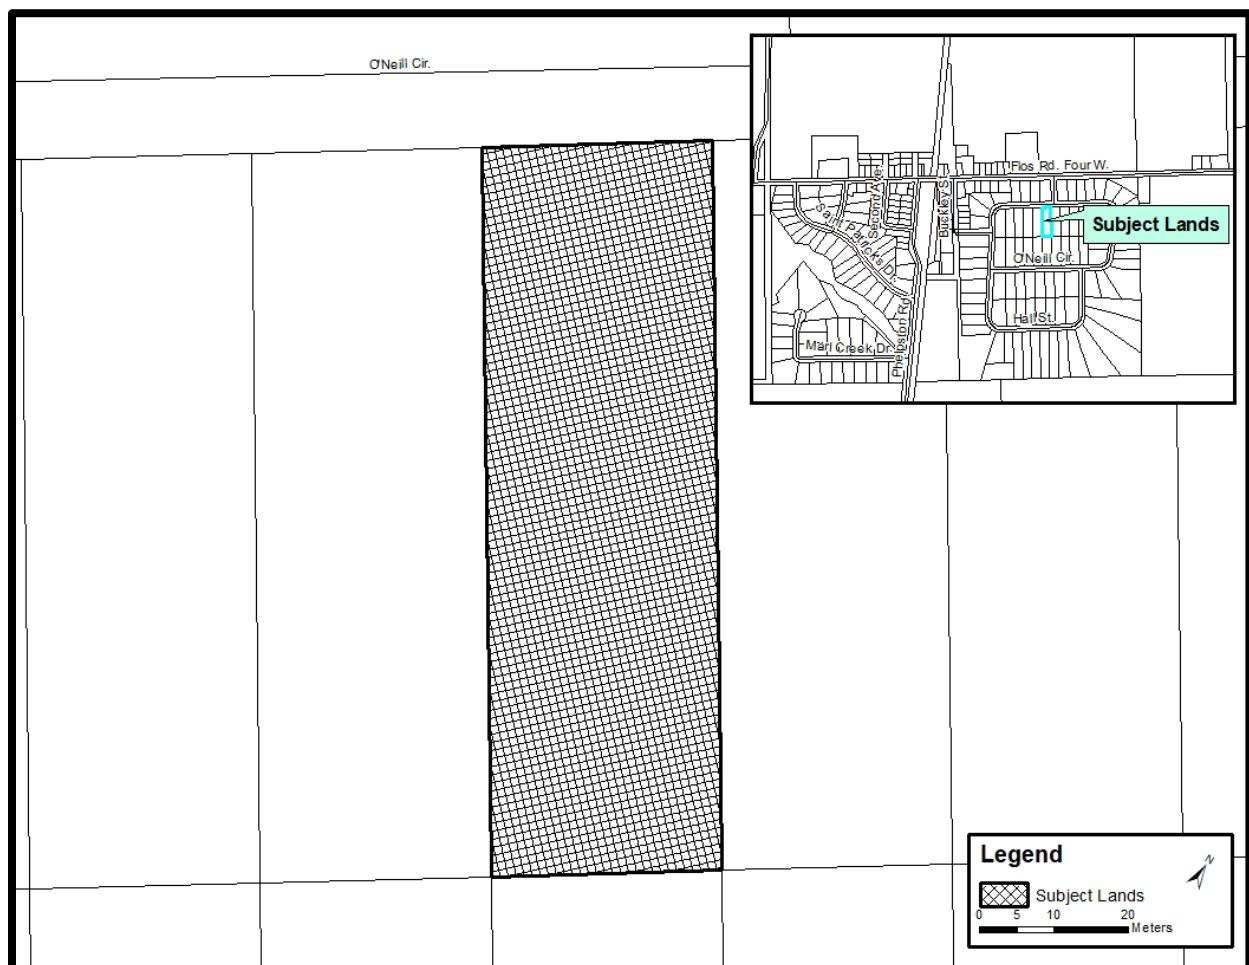 O'Neill Cir.
Flos Rd. Four W.
Second Ave.
Buckley St.
Saint Patricks Dr.
Subject Lands
O'Neill Cir.
Hall St.
Marl Creek Dr.
Phelpston Rd
Legend
N
Subject Lands
0 5 10 20
Meters